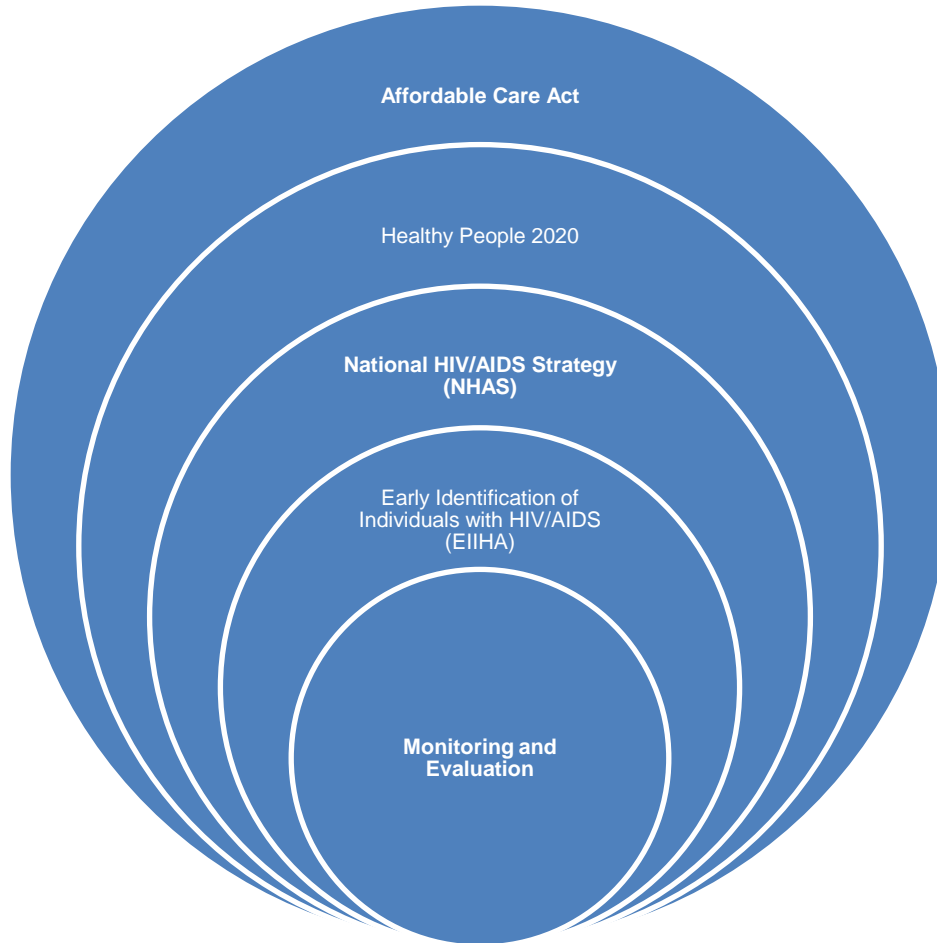 Affordable Care Act
Healthy People 2020
National HIV/AIDS Strategy
(NHAS)
Early Identification of
Individuals with HIV/AIDS
(EIIHA)
Monitoring and
Evaluation